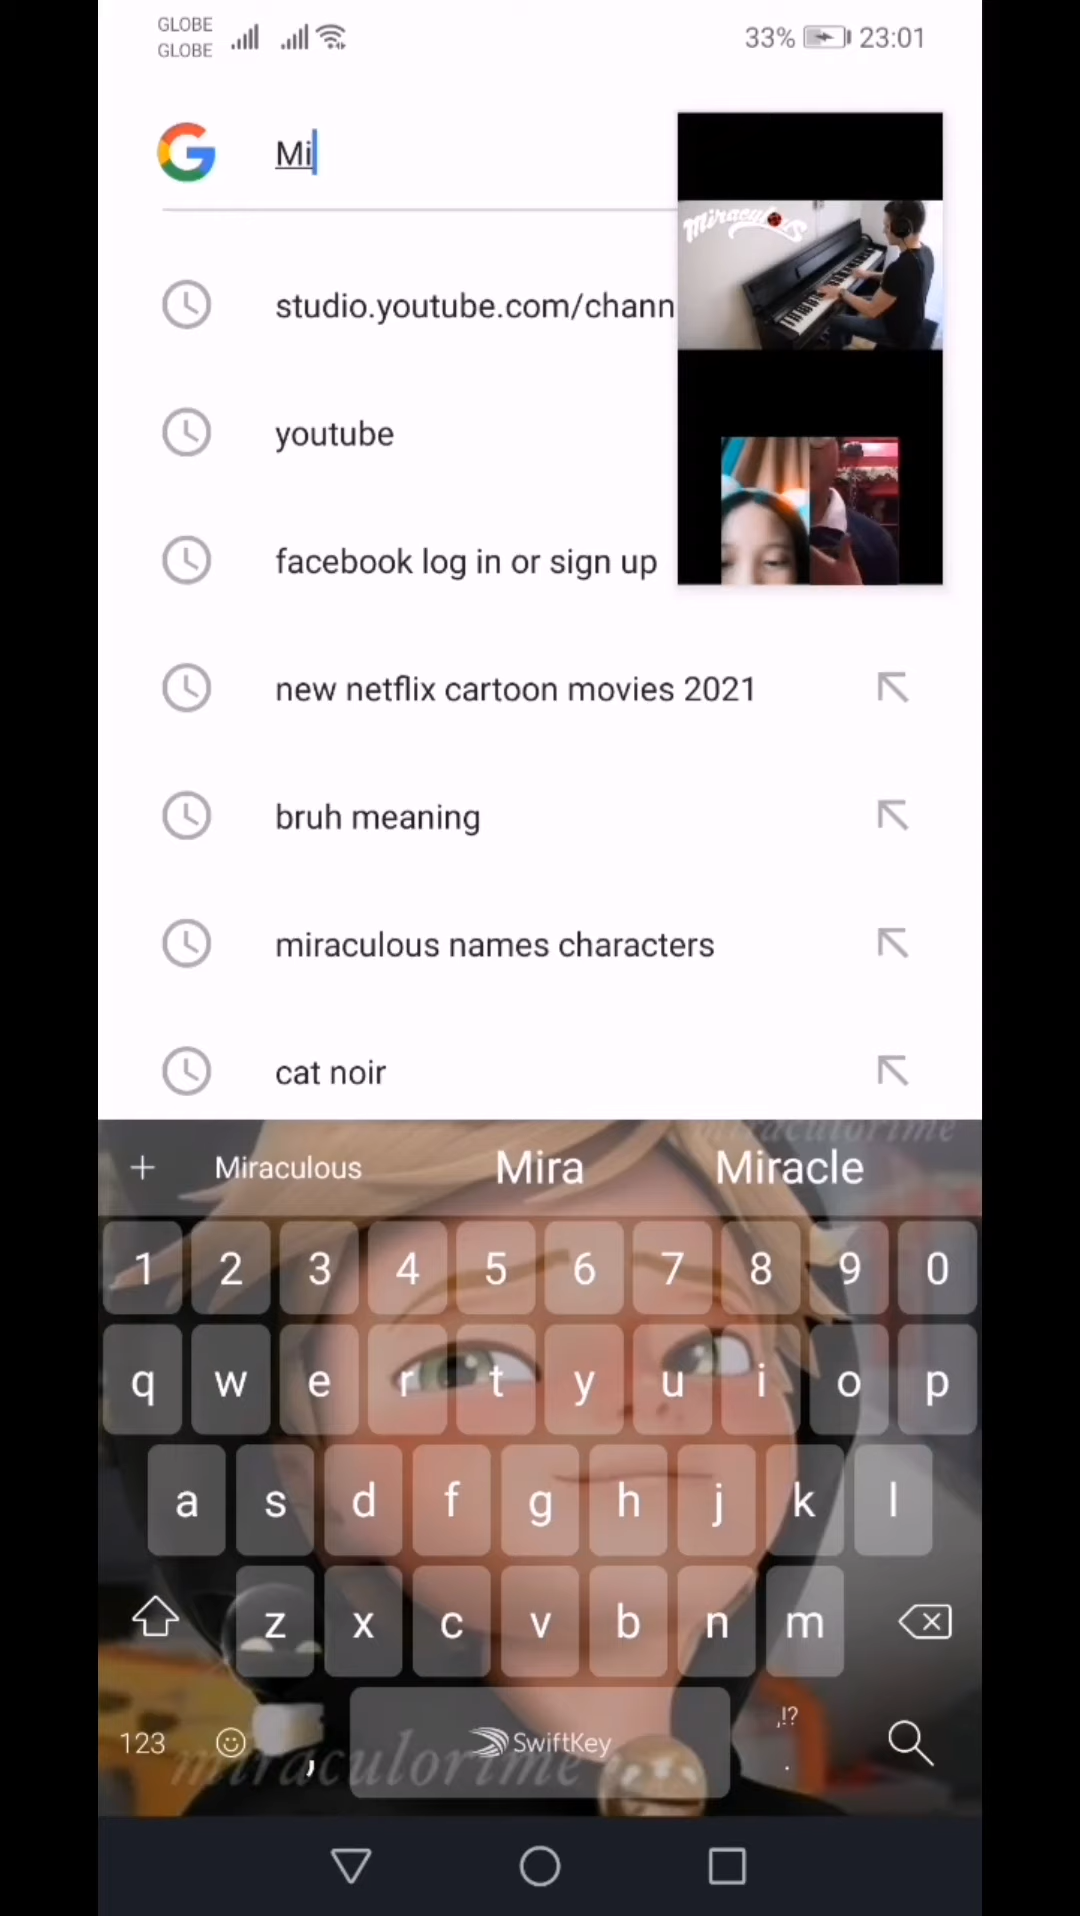 GLOBE
GLOBE
33% 23:01
Mi
Miraculous
studio.youtube.com/chann
youtube
facebook log in or sign up
new netflix cartoon movies 2021
bruh meaning
miraculous names characters
cat noir
miraculorime
+ Miraculous Mira Miracle
1 2 3 4 5 6 7 8 9 0
q w e r t y u i o p
a s d f g h j k l
z x c v b n m
123 , SwiftKey ,!? .
miraculorime